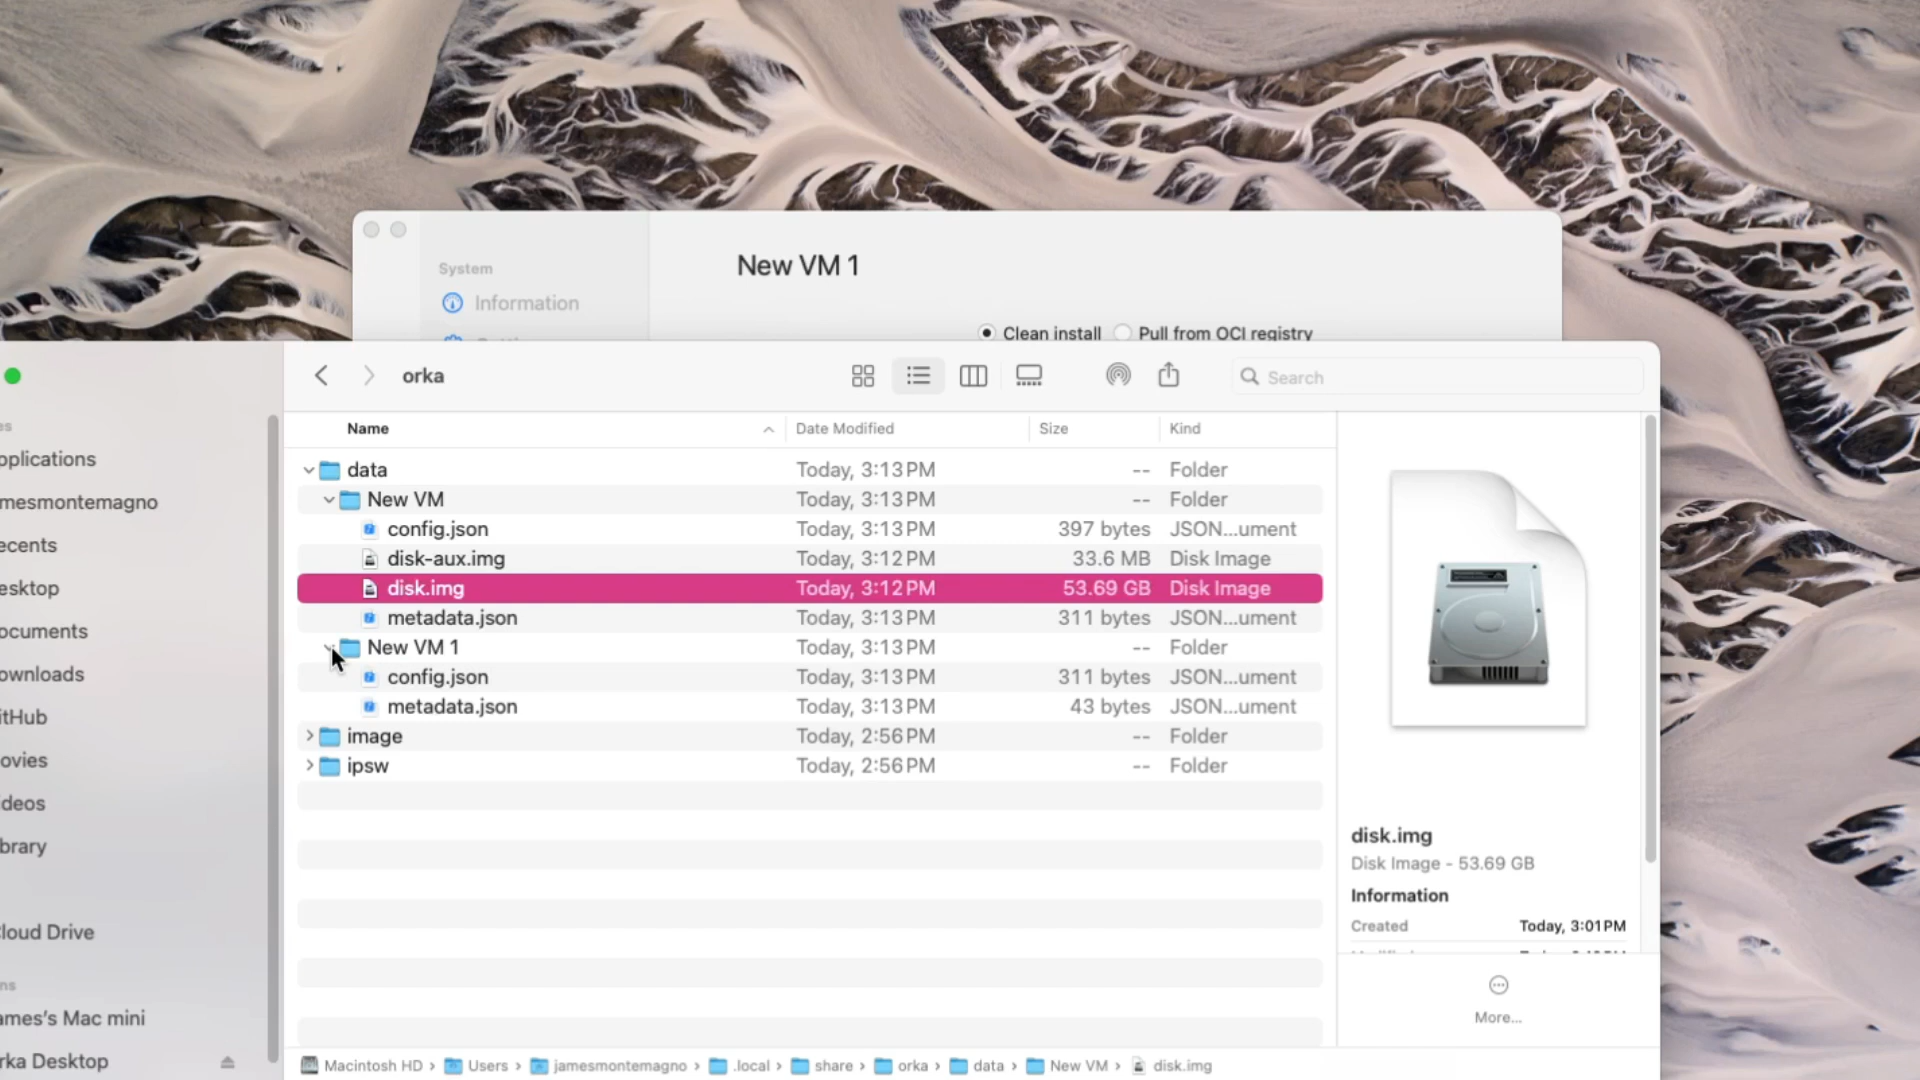 System
New VM 1
Information
Clean install Pull from OCI registry
orka
Search
Name Date Modified Size Kind
data Today, 3:13 PM -- Folder
New VM Today, 3:13 PM -- Folder
config.json Today, 3:13 PM 397 bytes JSON...ument
disk-aux.img Today, 3:12 PM 33.6 MB Disk Image
disk.img Today, 3:12 PM 53.69 GB Disk Image
metadata.json Today, 3:13 PM 311 bytes JSON...ument
New VM 1 Today, 3:13 PM -- Folder
config.json Today, 3:13 PM 311 bytes JSON...ument
metadata.json Today, 3:13 PM 43 bytes JSON...ument
image Today, 2:56 PM -- Folder
ipsw Today, 2:56 PM -- Folder
es
pplications
mesmontemagno
ecents
esktop
ocuments
ownloads
itHub
ovies
deos
brary
loud Drive
ns
ames's Mac mini
rka Desktop
disk.img
Disk Image - 53.69 GB
Information
Created Today, 3:01 PM
More...
Macintosh HD › Users › jamesmontemagno › .local › share › orka › data › New VM › disk.img